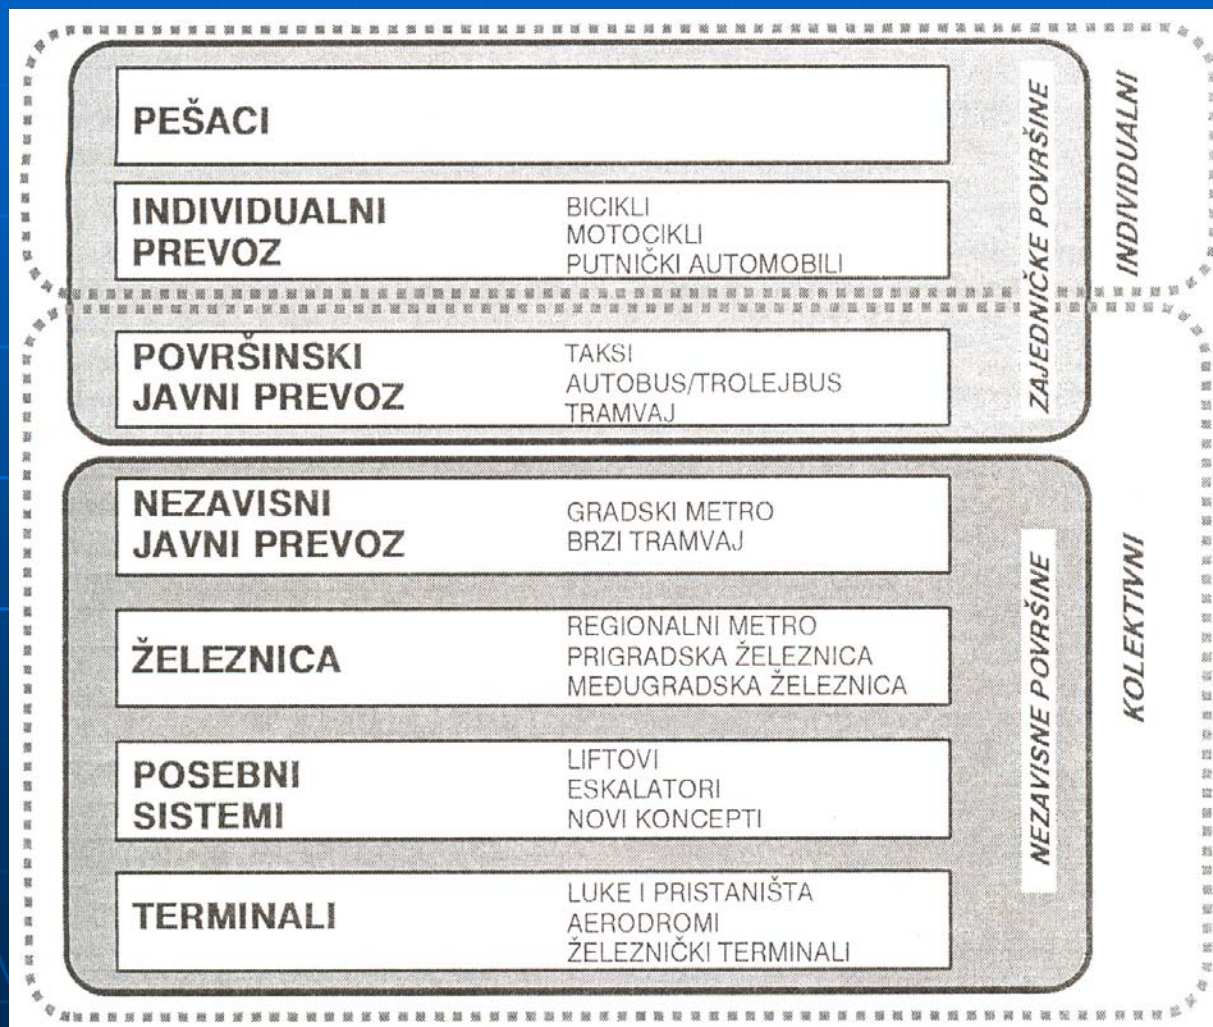 PEŠACI
INDIVIDUALNI
PREVOZ
BICIKLI
MOTOCIKLI
PUTNIČKI AUTOMOBILI
POVRŠINSKI
JAVNI PREVOZ
TAKSI
AUTOBUS/TROLEJBUS
TRAMVAJ
ZAJEDNIČKE POVRŠINE
INDIVIDUALNI
NEZAVISNI
JAVNI PREVOZ
GRADSKI METRO
BRZI TRAMVAJ
ŽELEZNICA
REGIONALNI METRO
PRIGRADSKA ŽELEZNICA
MEĐUGRADSKA ŽELEZNICA
POSEBNI
SISTEMI
LIFTOVI
ESKALATORI
NOVI KONCEPTI
TERMINALI
LUKE I PRISTANIŠTA
AERODROMI
ŽELEZNIČKI TERMINALI
NEZAVISNE POVRŠINE
KOLEKTIVNI